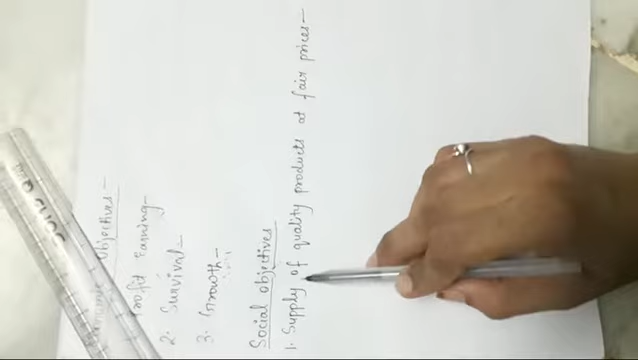 Objectives -
Profit Earning -
2. Survival -
3. Growth -
Social objectives
1. Supply of quality products at fair prices -